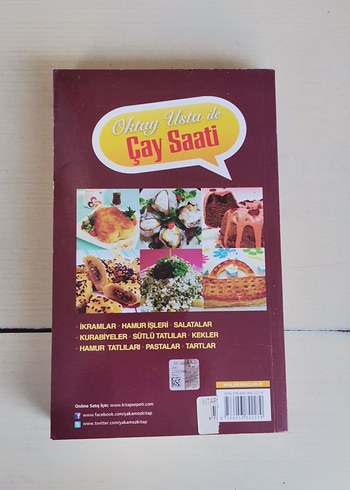 Oktay Usta ile
Çay Saati
· İKRAMLAR · HAMUR İŞLERİ · SALATALAR
· KURABİYELER · SÜTLÜ TATLILAR · KEKLER
· HAMUR TATLILARI · PASTALAR · TARTLAR
Online Satış İçin: www.kitapsepeti.com
www.facebook.com/yakamozkitap
www.twitter.com/yakamozkitap